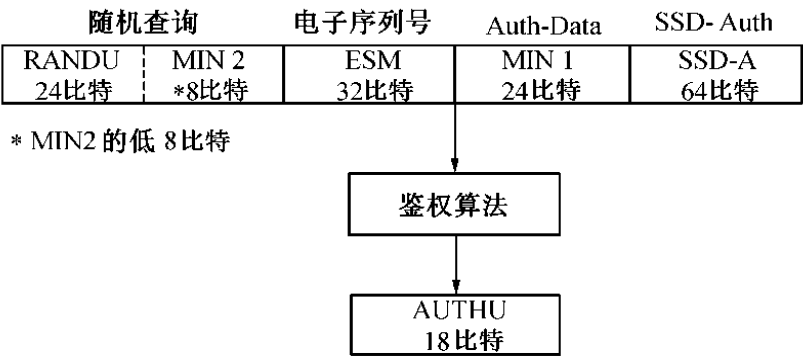 随机查询 电子序列号 Auth-Data SSD- Auth
RANDU MIN 2 ESM MIN 1 SSD-A
24比特 *8比特 32比特 24比特 64比特
* MIN2 的低 8比特
鉴权算法
AUTHU
18比特